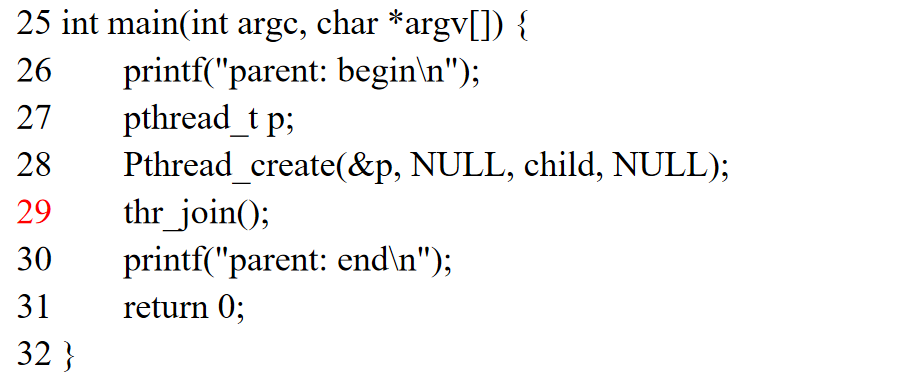 25 int main(int argc, char *argv[]) {
26 printf("parent: begin\n");
27 pthread_t p;
28 Pthread_create(&p, NULL, child, NULL);
29 thr_join();
30 printf("parent: end\n");
31 return 0;
32 }